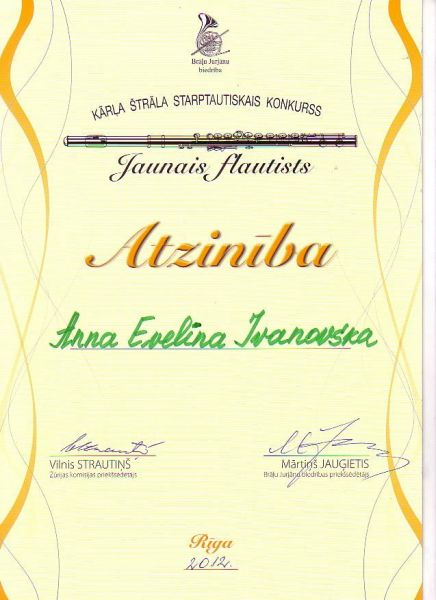 Brāļu Jurjānu
biedrība
KĀRĻA ŠTRĀLA STARPTAUTISKAIS KONKURSS
Jaunais flautists
Atzinība
Anna Evelīna Ivanovska
Vilnis STRAUTIŅŠ
Žūrijas komitejas priekšsēdētājs
Mārtiņš JAUGIETIS
Brāļu Jurjānu biedrības priekšsēdētājs
Rīga
2012.